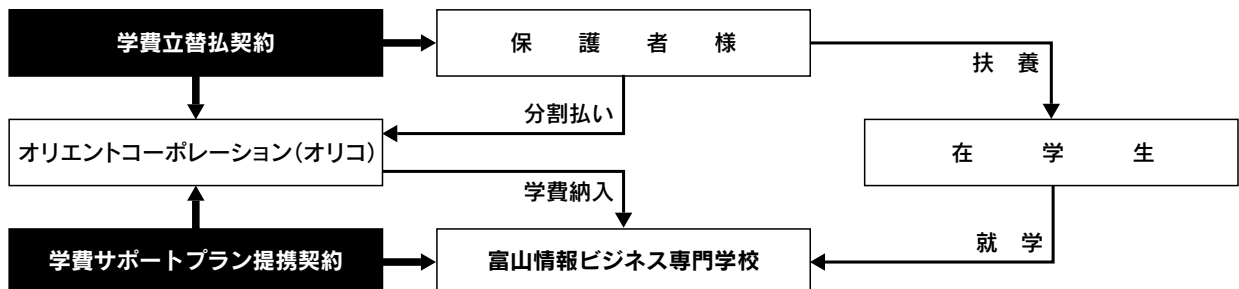 学費立替払契約
保護者様
扶養
分割払い
オリエントコーポレーション(オリコ)
在学生
学費納入
学費サポートプラン提携契約
富山情報ビジネス専門学校
就学